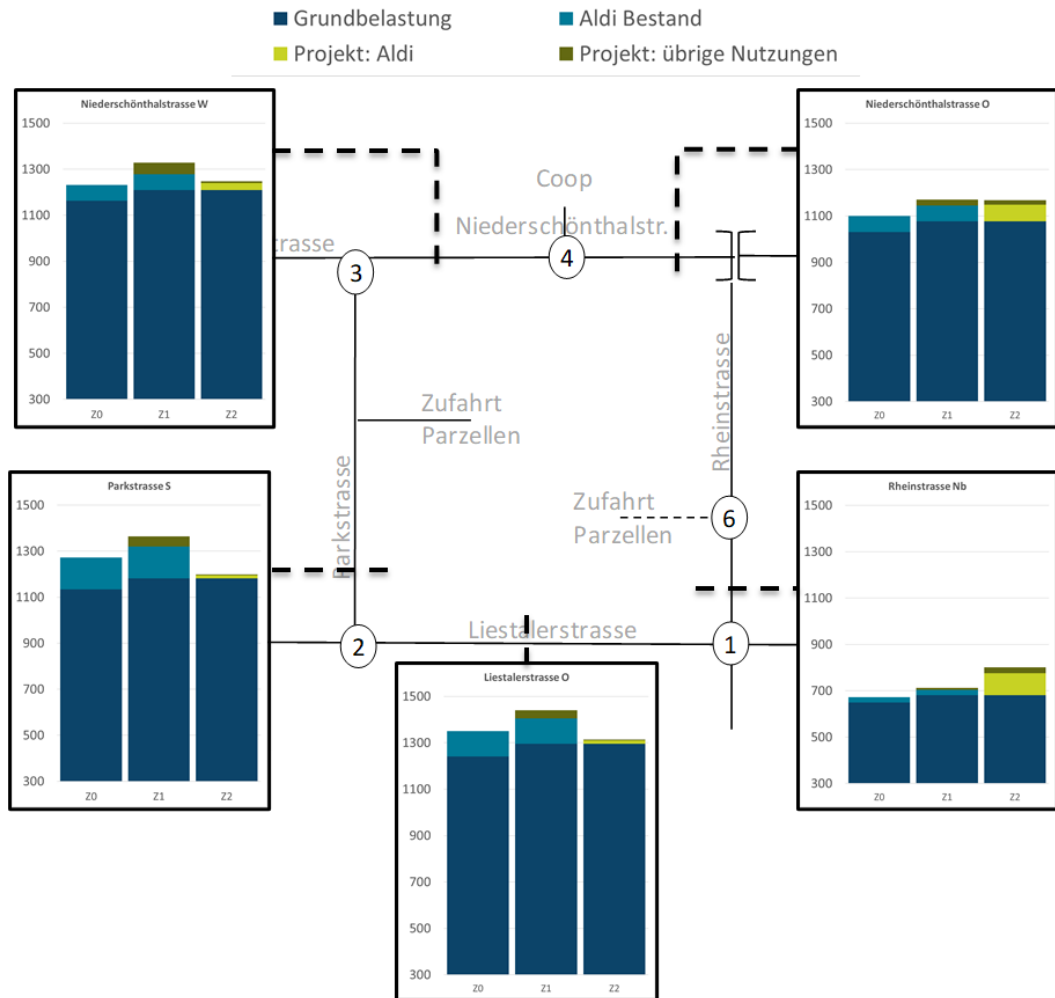 Grundbelastung
Aldi Bestand
Projekt: Aldi
Projekt: übrige Nutzungen
Niederschönthalstrasse W
1500
1300
1100
900
700
500
300
Z0
Z1
Z2
Niederschönthalstrasse O
1500
1300
1100
900
700
500
300
Z0
Z1
Z2
Coop
Niederschönthalstr.
trasse
3
4
Zufahrt
Parzellen
Rheinstrasse
Parkstrasse
Zufahrt
Parzellen
6
Parkstrasse S
1500
1300
1100
900
700
500
300
Z0
Z1
Z2
Rheinstrasse Nb
1500
1300
1100
900
700
500
300
Z0
Z1
Z2
Liestalerstrasse
2
1
Liestalerstrasse O
1500
1300
1100
900
700
500
300
Z0
Z1
Z2